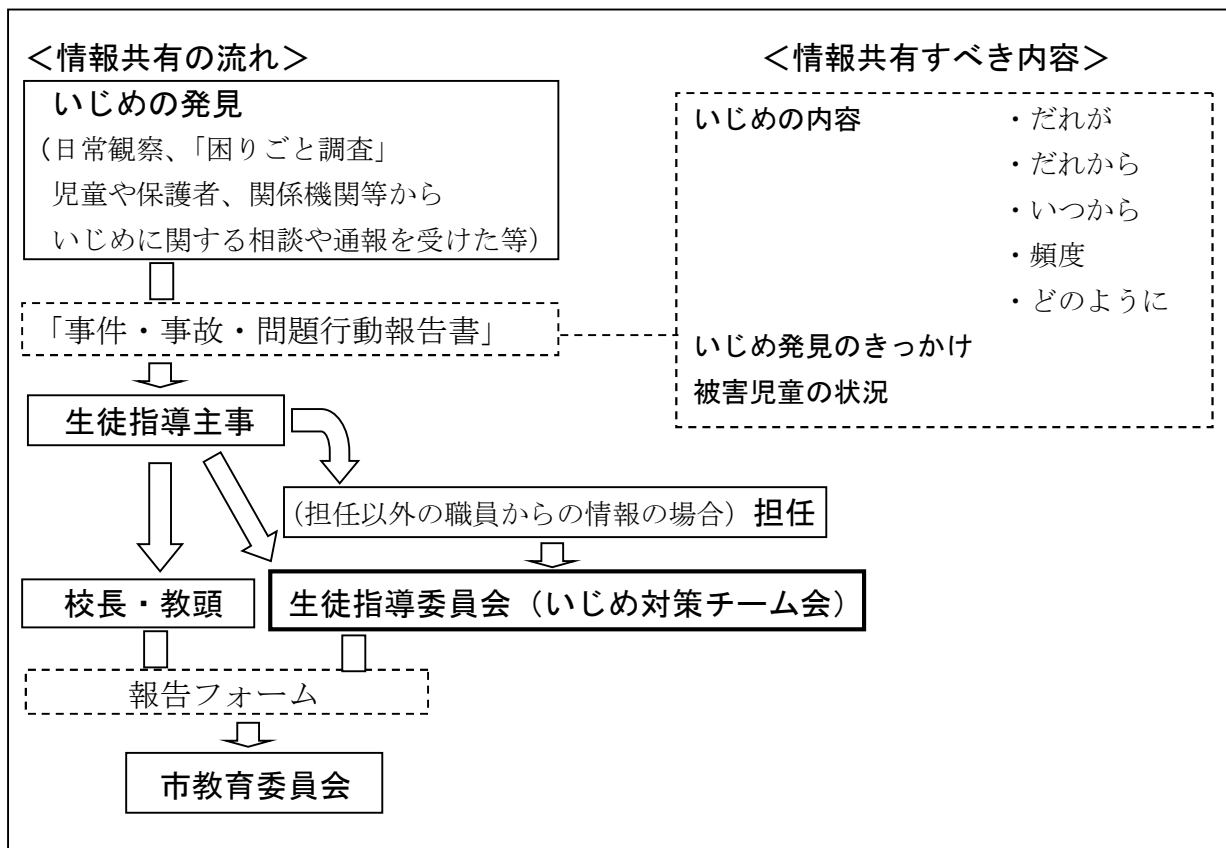 ＜情報共有の流れ＞
いじめの発見
（日常観察、「困りごと調査」
児童や保護者、関係機関等から
いじめに関する相談や通報を受けた等）
「事件・事故・問題行動報告書」
生徒指導主事
（担任以外の職員からの情報の場合）担任
校長・教頭
生徒指導委員会（いじめ対策チーム会）
報告フォーム
市教育委員会
＜情報共有すべき内容＞
いじめの内容　・だれが
・だれから
・いつから
・頻度
・どのように
いじめ発見のきっかけ
被害児童の状況